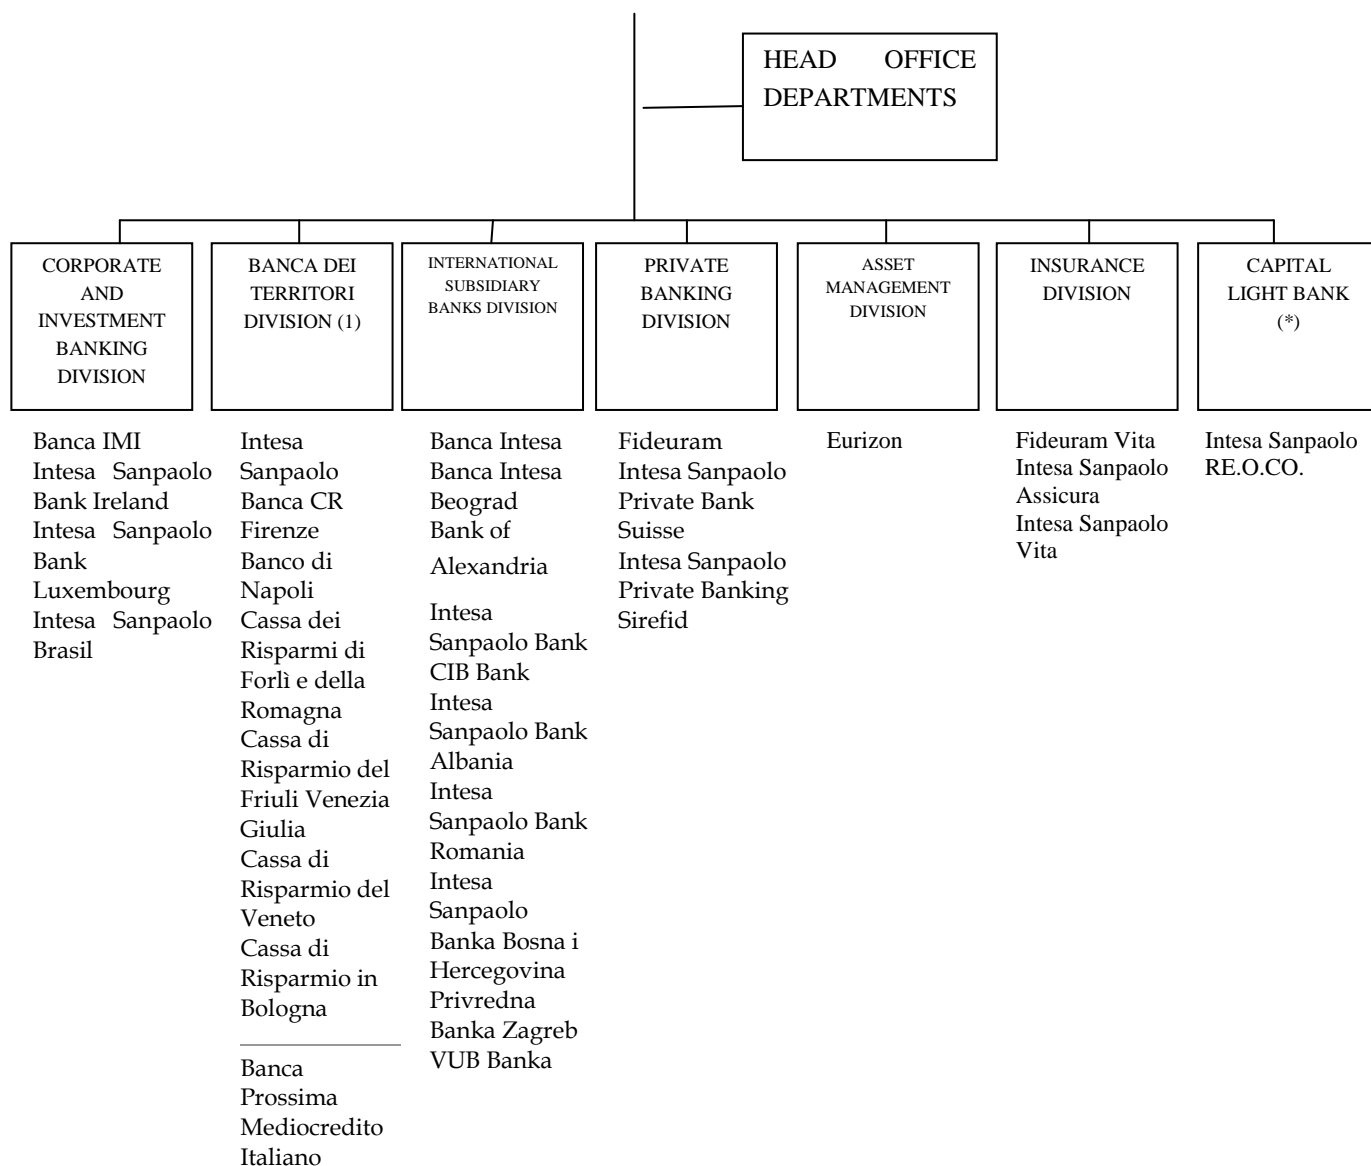 HEAD OFFICE
DEPARTMENTS
CORPORATE
AND
INVESTMENT
BANKING
DIVISION
BANCA DEI
TERRITORI
DIVISION (1)
INTERNATIONAL
SUBSIDIARY
BANKS DIVISION
PRIVATE
BANKING
DIVISION
ASSET
MANAGEMENT
DIVISION
INSURANCE
DIVISION
CAPITAL
LIGHT BANK
(*)
Banca IMI
Intesa Sanpaolo
Bank Ireland
Intesa Sanpaolo
Bank
Luxembourg
Intesa Sanpaolo
Brasil
Intesa
Sanpaolo
Banca CR
Firenze
Banco di
Napoli
Cassa dei
Risparmi di
Forlì e della
Romagna
Cassa di
Risparmio del
Friuli Venezia
Giulia
Cassa di
Risparmio del
Veneto
Cassa di
Risparmio in
Bologna
Banca
Prossima
Mediocredito
Italiano
Banca Intesa
Banca Intesa
Beograd
Bank of
Alexandria
Intesa
Sanpaolo Bank
CIB Bank
Intesa
Sanpaolo Bank
Albania
Intesa
Sanpaolo Bank
Romania
Intesa
Sanpaolo
Banka Bosna i
Hercegovina
Privredna
Banka Zagreb
VUB Banka
Fideuram
Intesa Sanpaolo
Private Bank
Suisse
Intesa Sanpaolo
Private Banking
Sirefid
Eurizon
Fideuram Vita
Intesa Sanpaolo
Assicura
Intesa Sanpaolo
Vita
Intesa Sanpaolo
RE.O.CO.